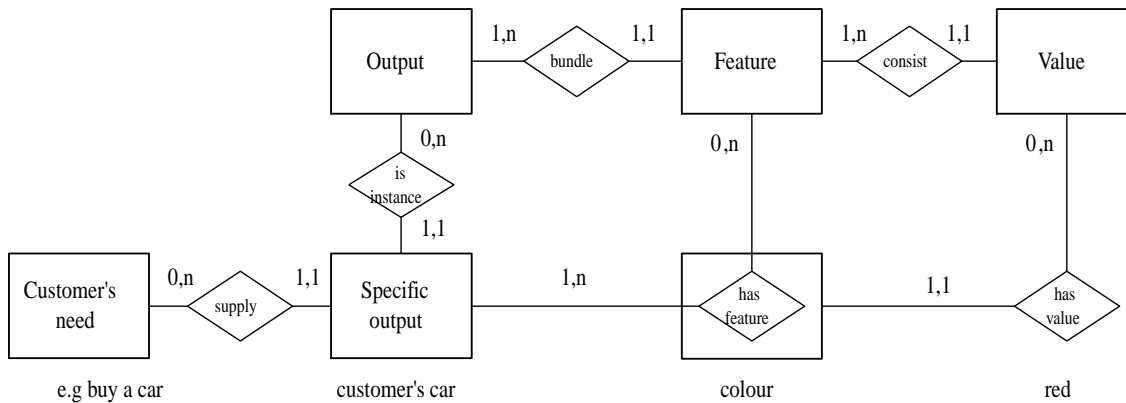 1,n
1,1
1,n
1,1
Output
bundle
Feature
consist
Value
0,n
0,n
0,n
is
instance
1,1
0,n
1,1
1,n
1,1
Customer's
need
supply
Specific
output
has
feature
has
value
e.g buy a car
customer's car
colour
red